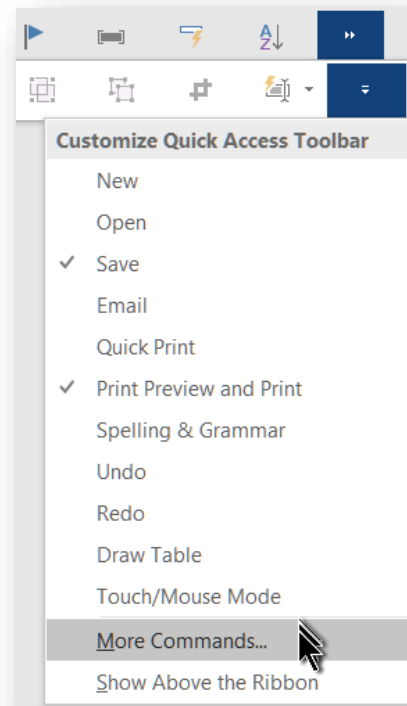 Customize Quick Access Toolbar
New
Open
Save
Email
Quick Print
Print Preview and Print
Spelling & Grammar
Undo
Redo
Draw Table
Touch/Mouse Mode
More Commands...
Show Above the Ribbon